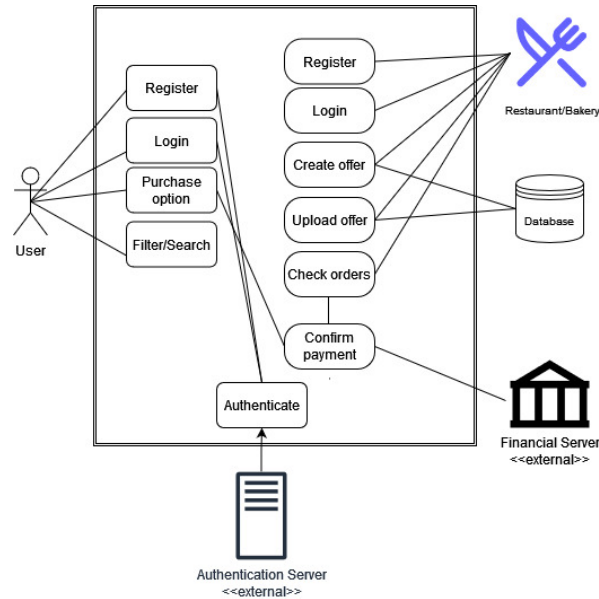 Register
Login
Purchase
option
Filter/Search
User
Register
Login
Create offer
Upload offer
Check orders
Confirm
payment
Authenticate
Restaurant/Bakery
Database
Financial Server
<<external>>
Authentication Server
<<external>>